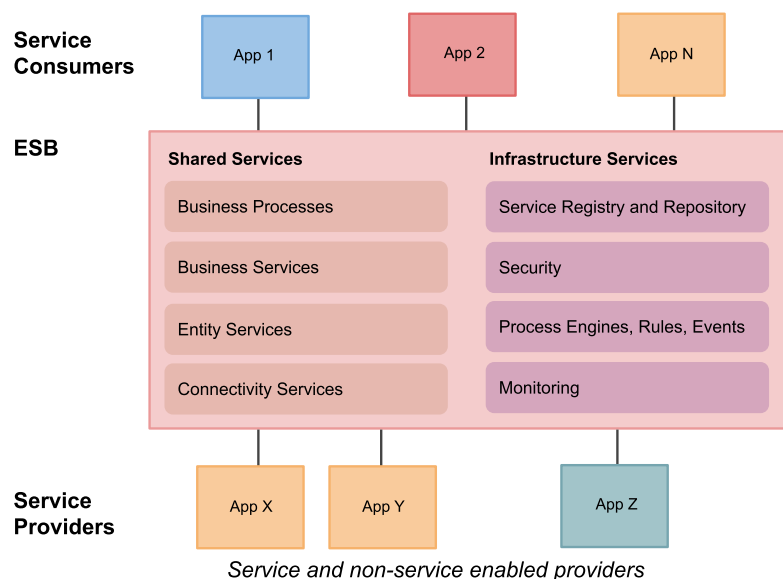 Service
Consumers
App 1
App 2
App N
ESB
Shared Services
Business Processes
Business Services
Entity Services
Connectivity Services
Infrastructure Services
Service Registry and Repository
Security
Process Engines, Rules, Events
Monitoring
Service
Providers
App X
App Y
App Z
Service and non-service enabled providers